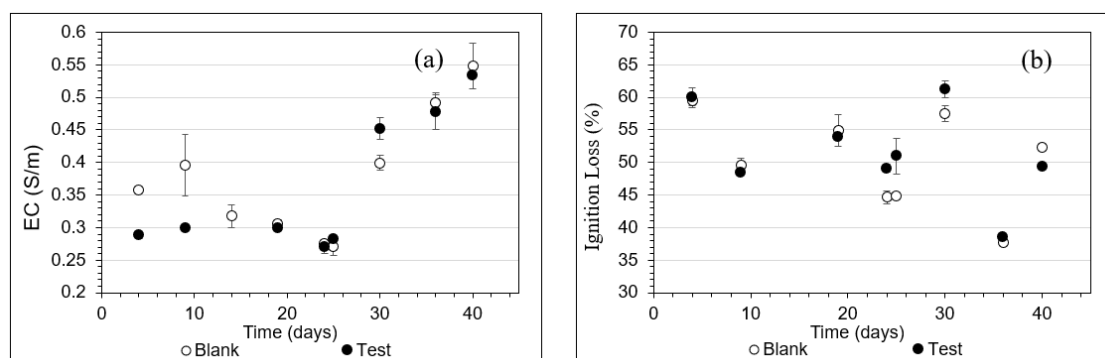 (a)
EC (S/m)
0.6
0.55
0.5
0.45
0.4
0.35
0.3
0.25
0.2
0 10 20 30 40
Time (days)
○Blank ●Test
(b)
Ignition Loss (%)
70
65
60
55
50
45
40
35
30
0 10 20 30 40
Time (days)
○Blank ●Test